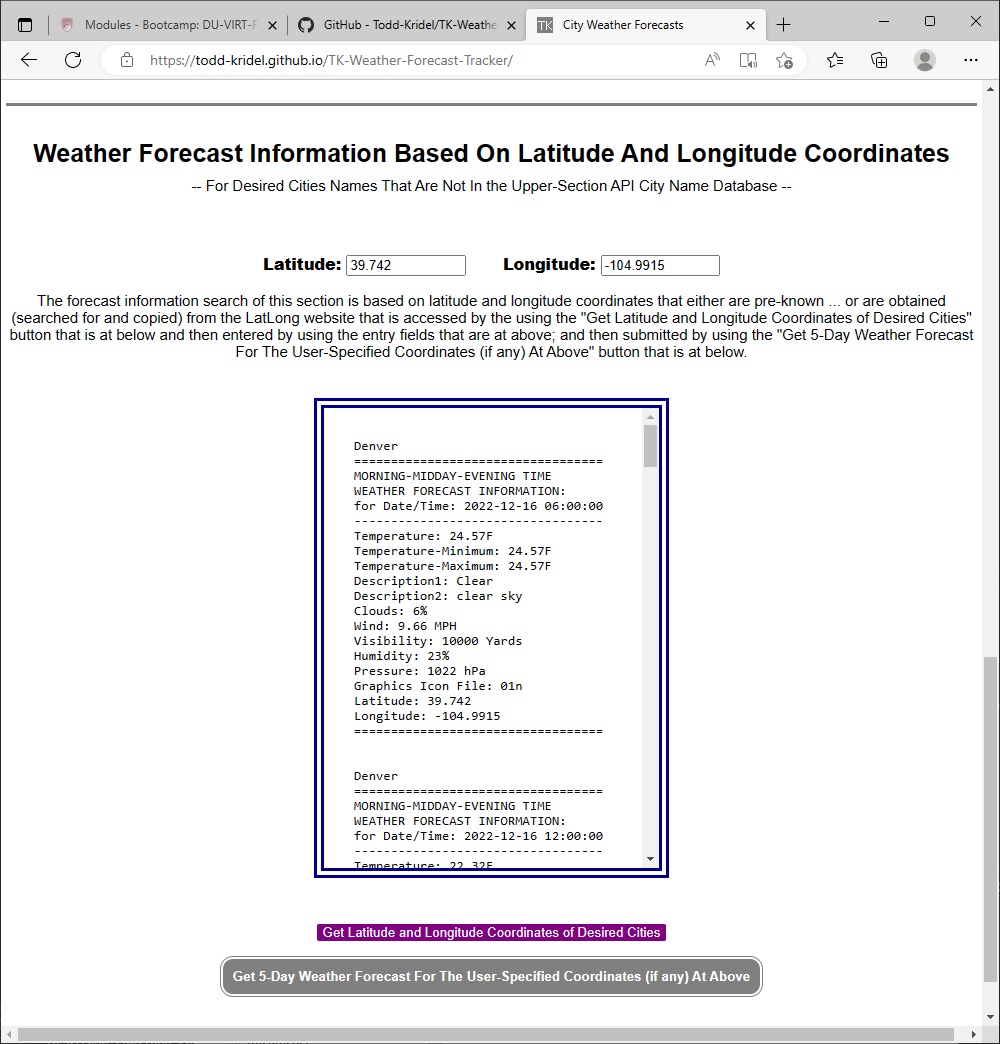 Modules - Bootcamp: DU-VIRT-F
GitHub - Todd-Kridel/TK-Weathe
TK City Weather Forecasts
https://todd-kridel.github.io/TK-Weather-Forecast-Tracker/
Weather Forecast Information Based On Latitude And Longitude Coordinates
-- For Desired Cities Names That Are Not In the Upper-Section API City Name Database --
Latitude: 39.742 Longitude: -104.9915
The forecast information search of this section is based on latitude and longitude coordinates that either are pre-known ... or are obtained
(searched for and copied) from the LatLong website that is accessed by the using the "Get Latitude and Longitude Coordinates of Desired Cities"
button that is at below and then entered by using the entry fields that are at above; and then submitted by using the "Get 5-Day Weather Forecast
For The User-Specified Coordinates (if any) At Above" button that is at below.
Denver
==================================
MORNING-MIDDAY-EVENING TIME
WEATHER FORECAST INFORMATION:
for Date/Time: 2022-12-16 06:00:00
----------------------------------
Temperature: 24.57F
Temperature-Minimum: 24.57F
Temperature-Maximum: 24.57F
Description1: Clear
Description2: clear sky
Clouds: 6%
Wind: 9.66 MPH
Visibility: 10000 Yards
Humidity: 23%
Pressure: 1022 hPa
Graphics Icon File: 01n
Latitude: 39.742
Longitude: -104.9915
==================================
Denver
==================================
MORNING-MIDDAY-EVENING TIME
WEATHER FORECAST INFORMATION:
for Date/Time: 2022-12-16 12:00:00
----------------------------------
Temperature: 22.32F
Get Latitude and Longitude Coordinates of Desired Cities
Get 5-Day Weather Forecast For The User-Specified Coordinates (if any) At Above